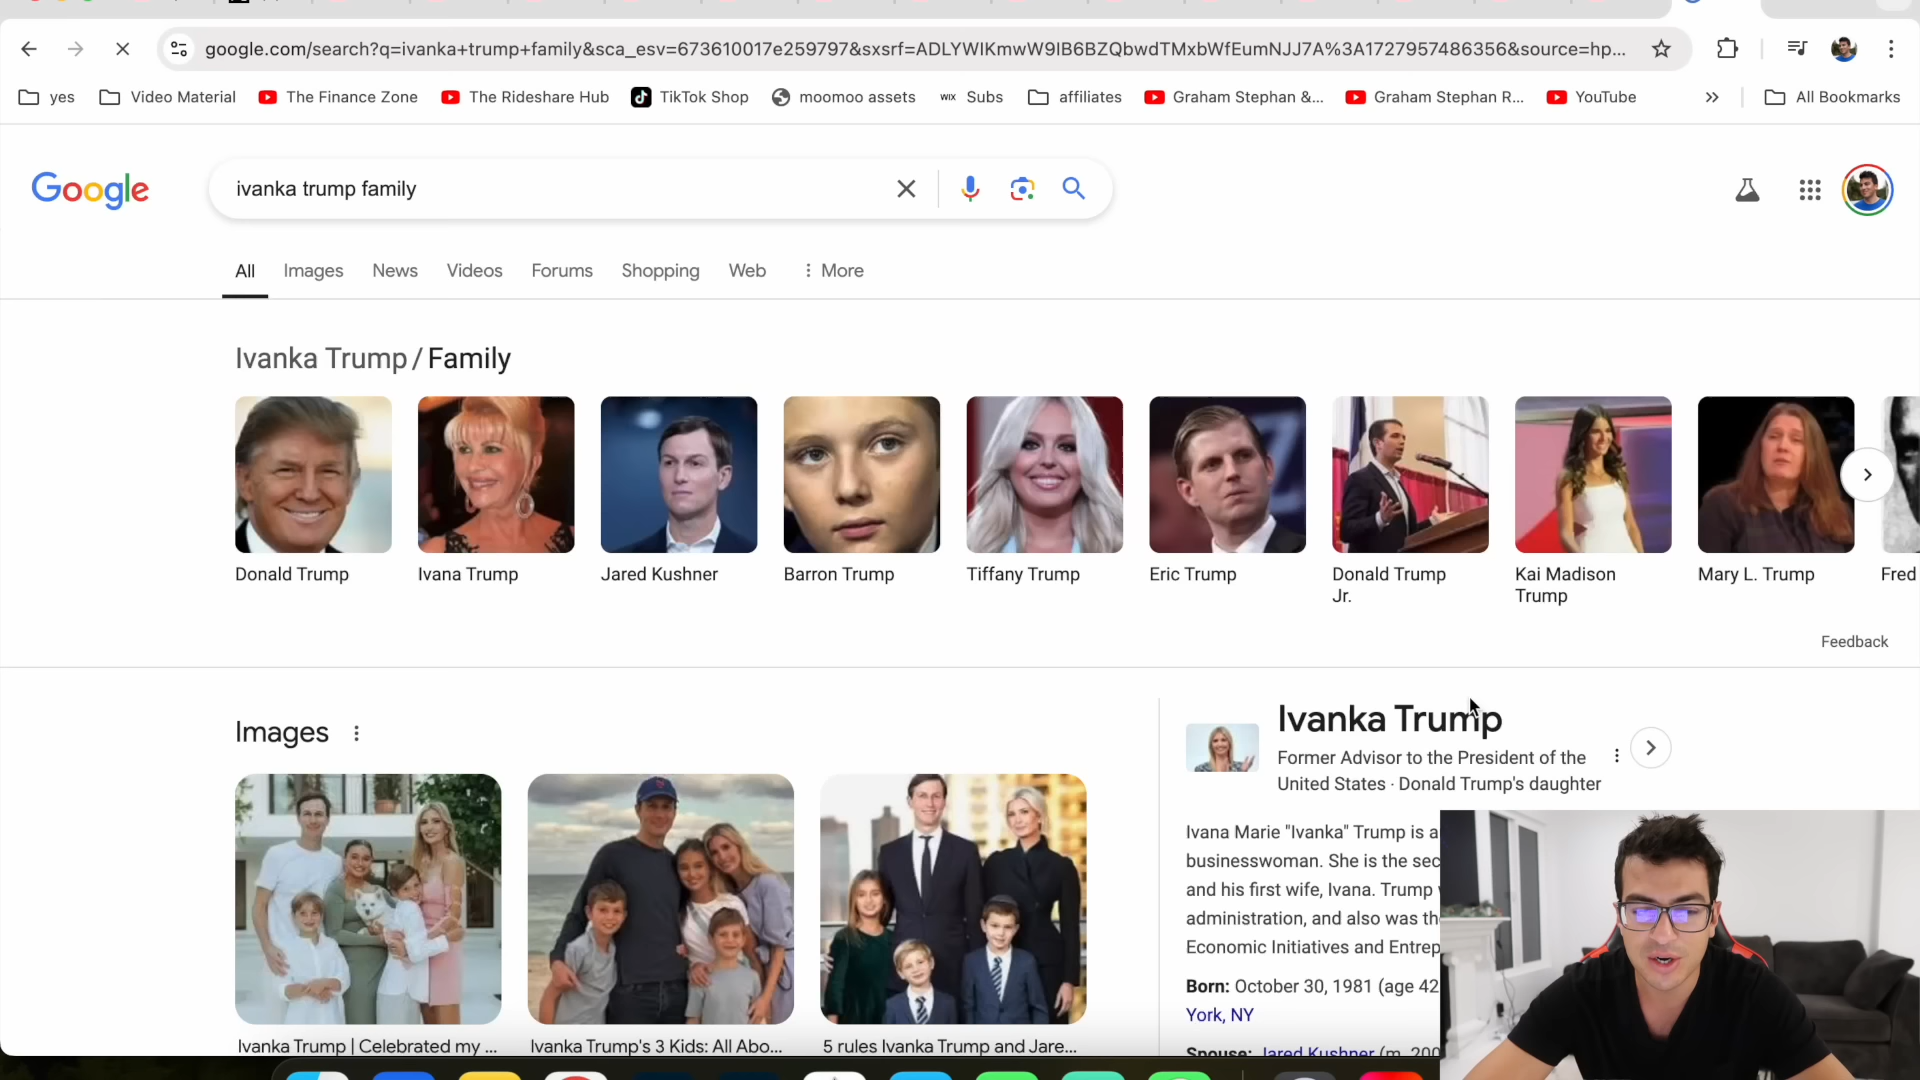 google.com/search?q=ivanka+trump+family&sca_esv=673610017e259797&sxsrf=ADLYWIKmwW9IB6BZQbwdTMxbWfEumNJJ7A%3A1727957486356&source=hp...
yes Video Material The Finance Zone The Rideshare Hub TikTok Shop moomoo assets WIX Subs affiliates Graham Stephan &... Graham Stephan R... YouTube All Bookmarks
Google ivanka trump family
All Images News Videos Forums Shopping Web More
Ivanka Trump / Family
Donald Trump Ivana Trump Jared Kushner Barron Trump Tiffany Trump Eric Trump Donald Trump Kai Madison Mary L. Trump Fred
Jr. Trump
Feedback
Images
Ivanka Trump
Former Advisor to the President of the
United States · Donald Trump's daughter
Ivana Marie "Ivanka" Trump is a
businesswoman. She is the sec
and his first wife, Ivana. Trump
administration, and also was th
Economic Initiatives and Entrep
Born: October 30, 1981 (age 42
York, NY
Spouse: Jared Kushner (m. 200
Ivanka Trump | Celebrated my ... Ivanka Trump's 3 Kids: All Abo... 5 rules Ivanka Trump and Jare...